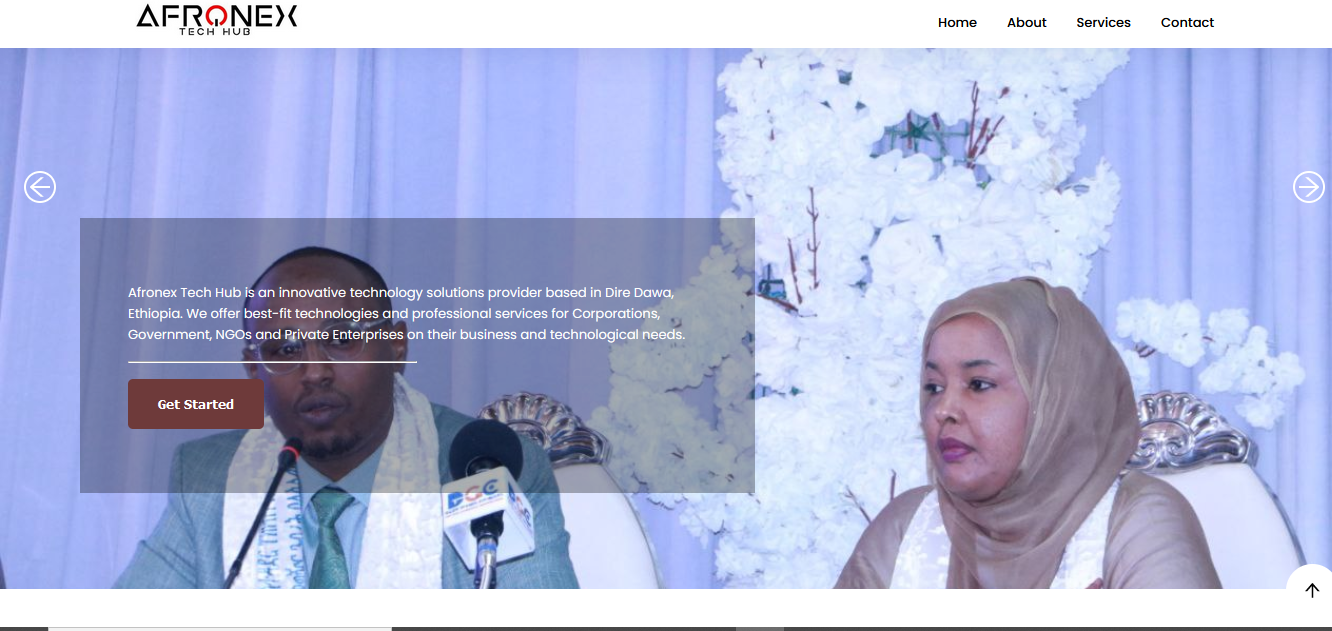 AFRONEX
TECH HUB
Home About Services Contact
Afronex Tech Hub is an innovative technology solutions provider based in Dire Dawa,
Ethiopia. We offer best-fit technologies and professional services for Corporations,
Government, NGOs and Private Enterprises on their business and technological needs.
Get Started